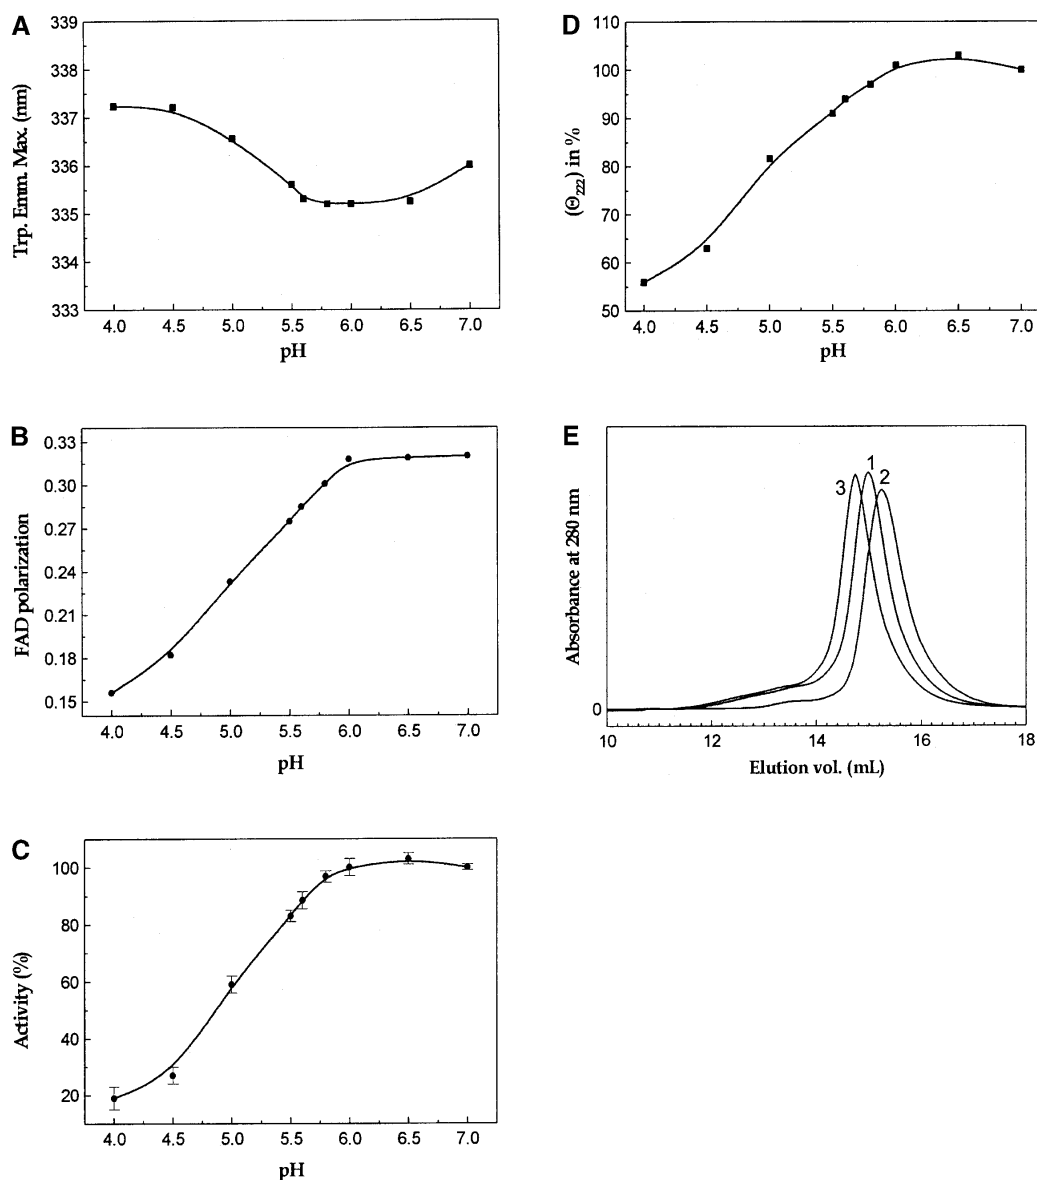 A
339
338
337
336
335
334
333
Trp. Emm. Max. (nm)
4.0 4.5 5.0 5.5 6.0 6.5 7.0
pH
B
0.33
0.30
0.27
0.24
0.21
0.18
0.15
FAD polarization
4.0 4.5 5.0 5.5 6.0 6.5 7.0
pH
C
100
80
60
40
20
Activity (%)
4.0 4.5 5.0 5.5 6.0 6.5 7.0
pH
D
110
100
90
80
70
60
50
(Θ222) in %
4.0 4.5 5.0 5.5 6.0 6.5 7.0
pH
E
3 1 2
Absorbance at 280 nm
0
10 12 14 16 18
Elution vol. (mL)